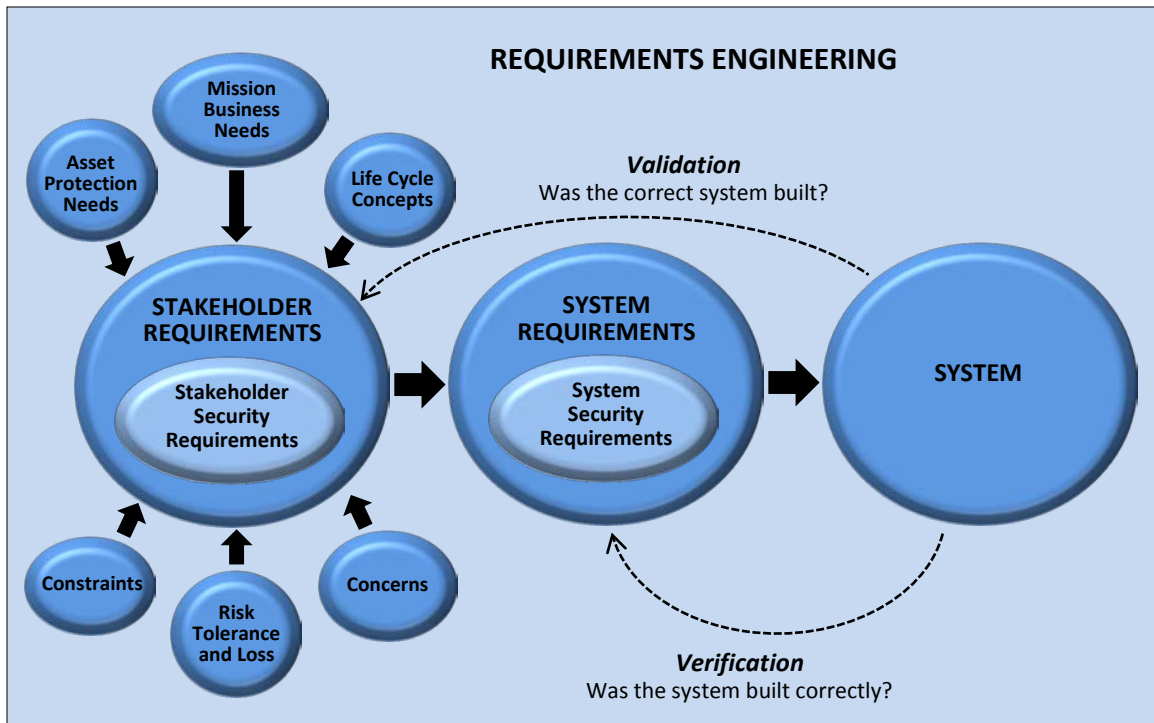 REQUIREMENTS ENGINEERING
Mission
Business
Needs
Asset
Protection
Needs
Life Cycle
Concepts
Validation
Was the correct system built?
STAKEHOLDER
REQUIREMENTS
Stakeholder
Security
Requirements
SYSTEM
REQUIREMENTS
System
Security
Requirements
SYSTEM
Constraints
Risk
Tolerance
and Loss
Concerns
Verification
Was the system built correctly?